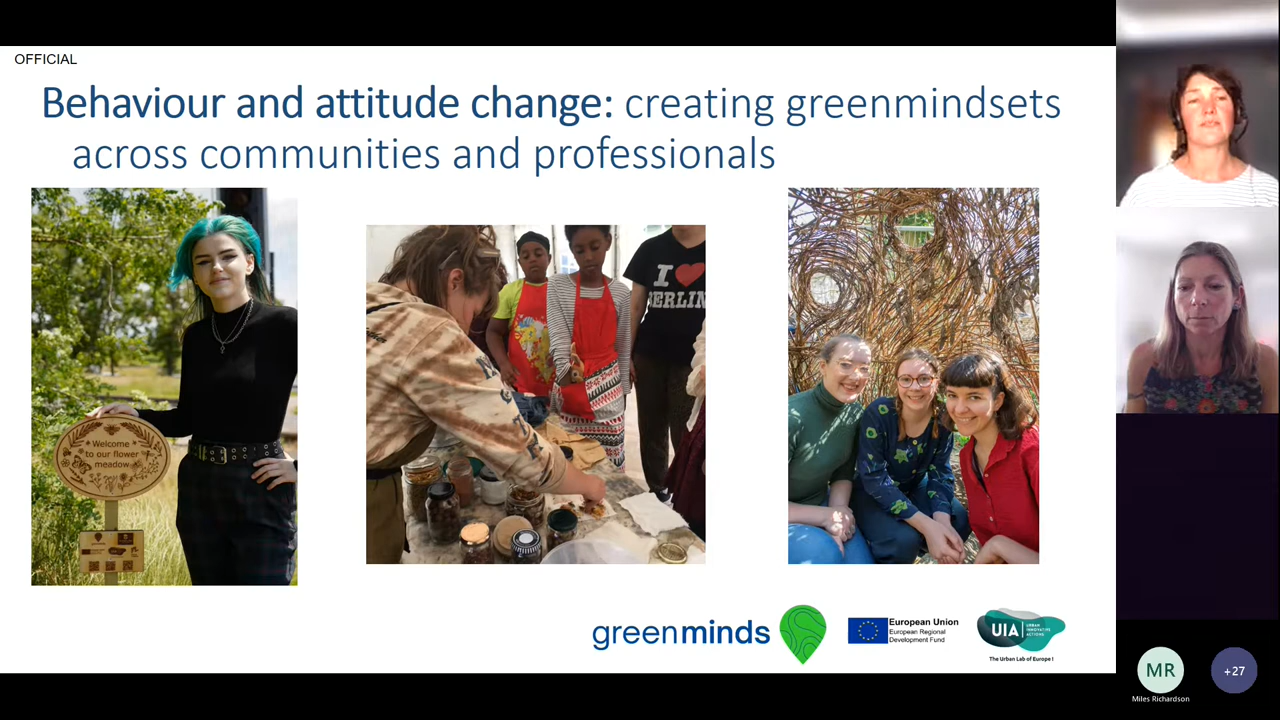 OFFICIAL
Behaviour and attitude change: creating greenmindsets
across communities and professionals
Welcome
to our flower
meadow
I ❤
BERLIN
greenminds
European Union
European Regional
Development Fund
UIA
URBAN
INNOVATIVE
ACTIONS
The Urban Lab of Europe !
MR
+27
Miles Richardson